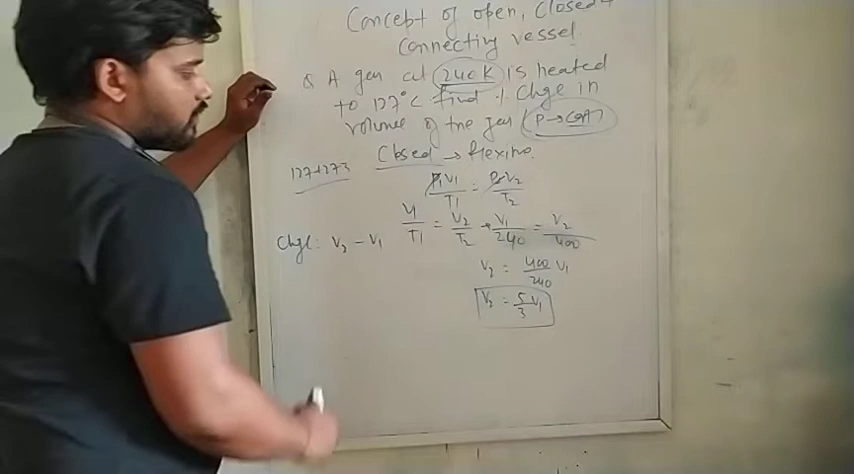 Concept of open, closed +
connecting vessel.
Q A gas at 240 K is heated
to 127°C find % chge in
volume of the gas (P → const)
127+273 Closed → flexible.
P1V1/T1 = P2V2/T2
Chge: V2 - V1 V1/T1 = V2/T2 → V1/240 = V2/400
V2 = 400/240 V1
V2 = 5/3 V1